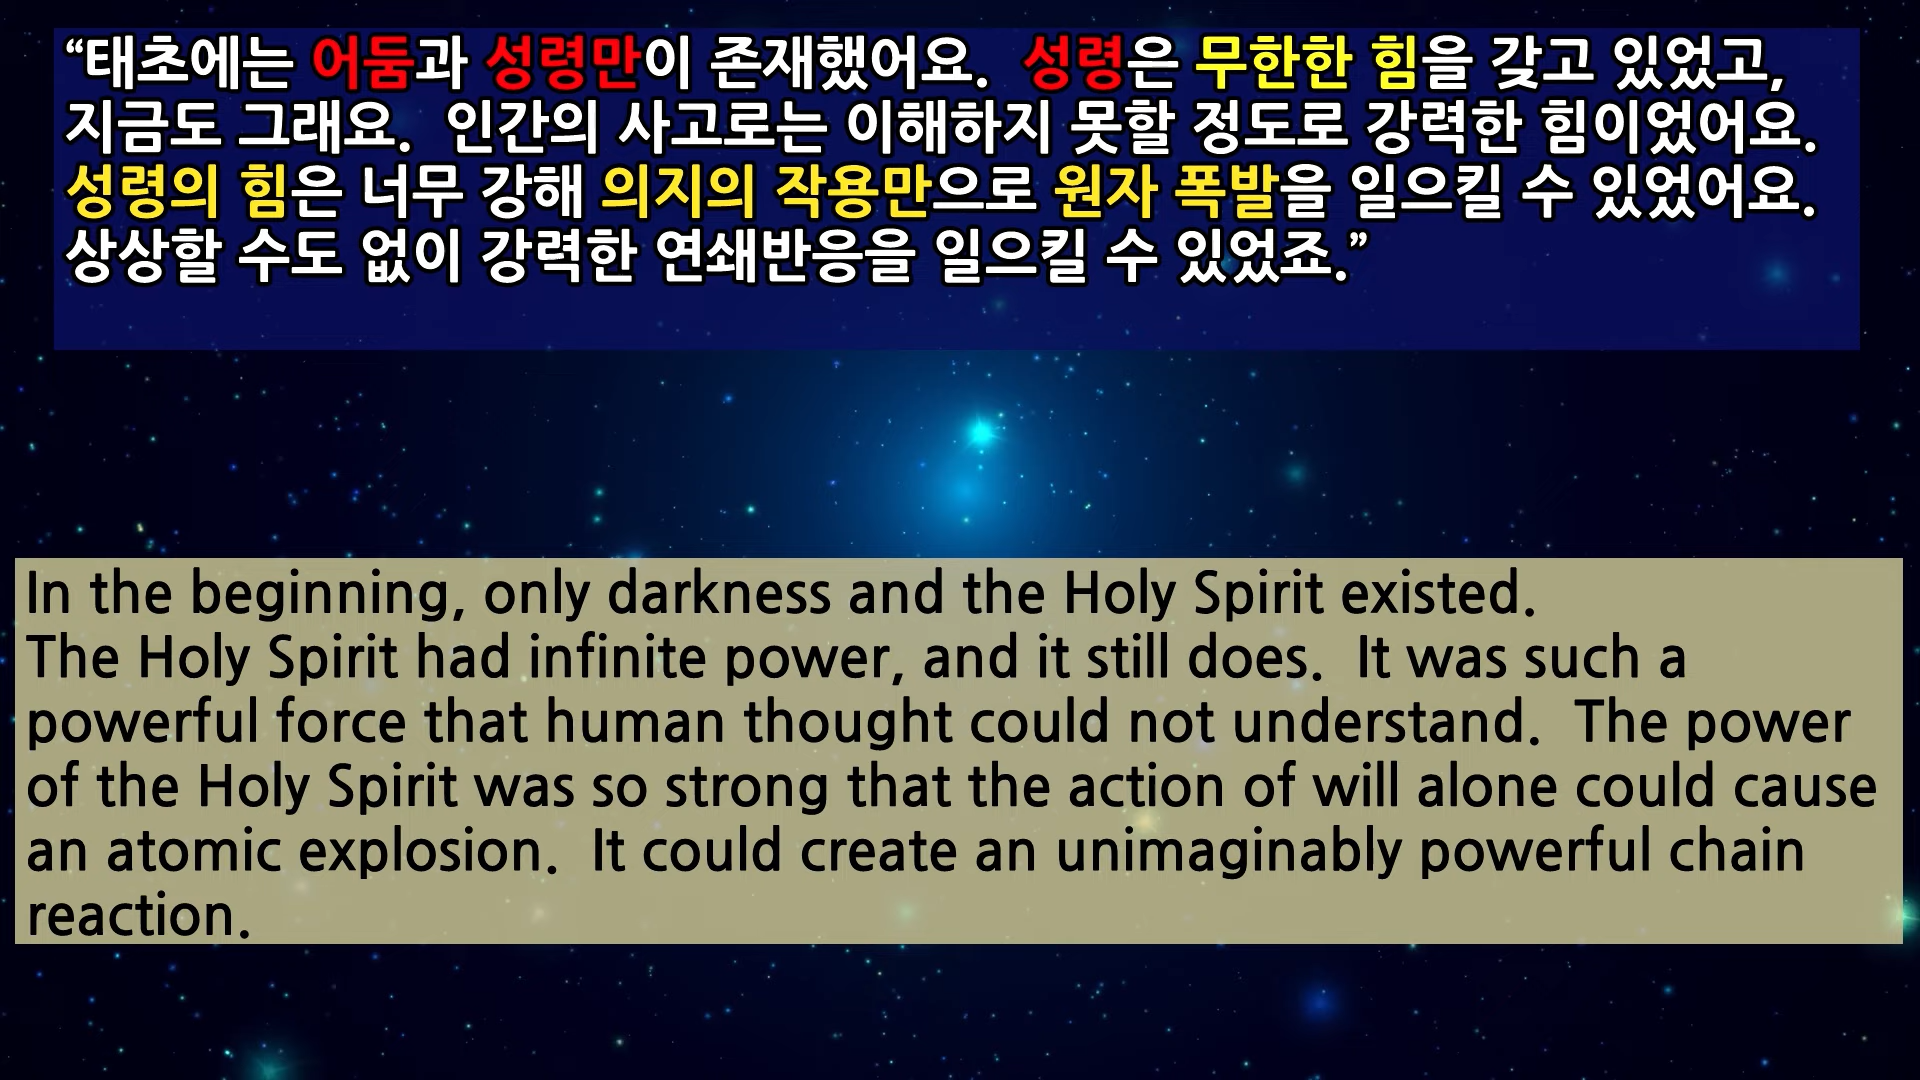 “태초에는 어둠과 성령만이 존재했어요.  성령은 무한한 힘을 갖고 있었고,
지금도 그래요.  인간의 사고로는 이해하지 못할 정도로 강력한 힘이었어요.
성령의 힘은 너무 강해 의지의 작용만으로 원자 폭발을 일으킬 수 있었어요.
상상할 수도 없이 강력한 연쇄반응을 일으킬 수 있었죠.”
In the beginning, only darkness and the Holy Spirit existed.
The Holy Spirit had infinite power, and it still does.  It was such a
powerful force that human thought could not understand.  The power
of the Holy Spirit was so strong that the action of will alone could cause
an atomic explosion.  It could create an unimaginably powerful chain
reaction.